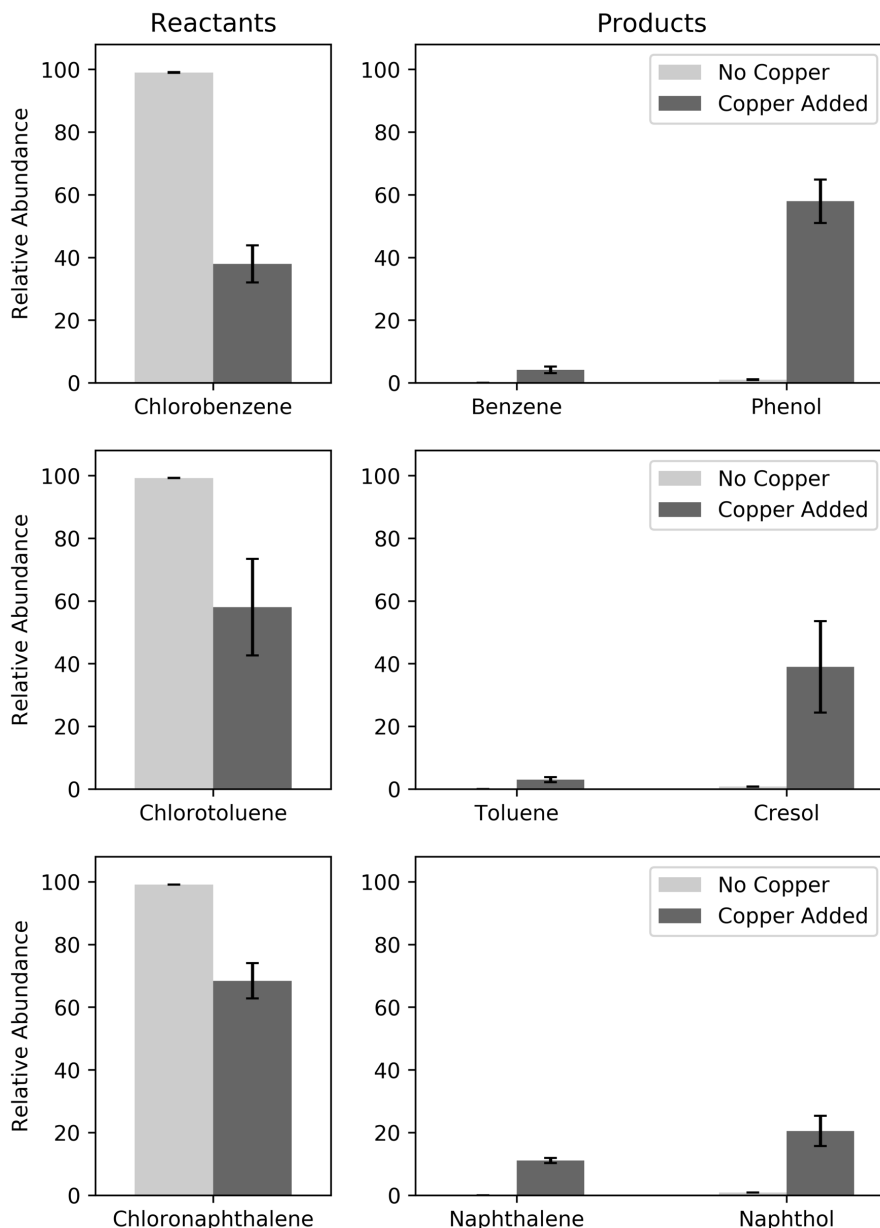 Reactants Products
100
80
60
40
20
0
Relative Abundance
Chlorobenzene
100
80
60
40
20
0
No Copper
Copper Added
Benzene Phenol
100
80
60
40
20
0
Relative Abundance
Chlorotoluene
100
80
60
40
20
0
No Copper
Copper Added
Toluene Cresol
100
80
60
40
20
0
Relative Abundance
Chloronaphthalene
100
80
60
40
20
0
No Copper
Copper Added
Naphthalene Naphthol